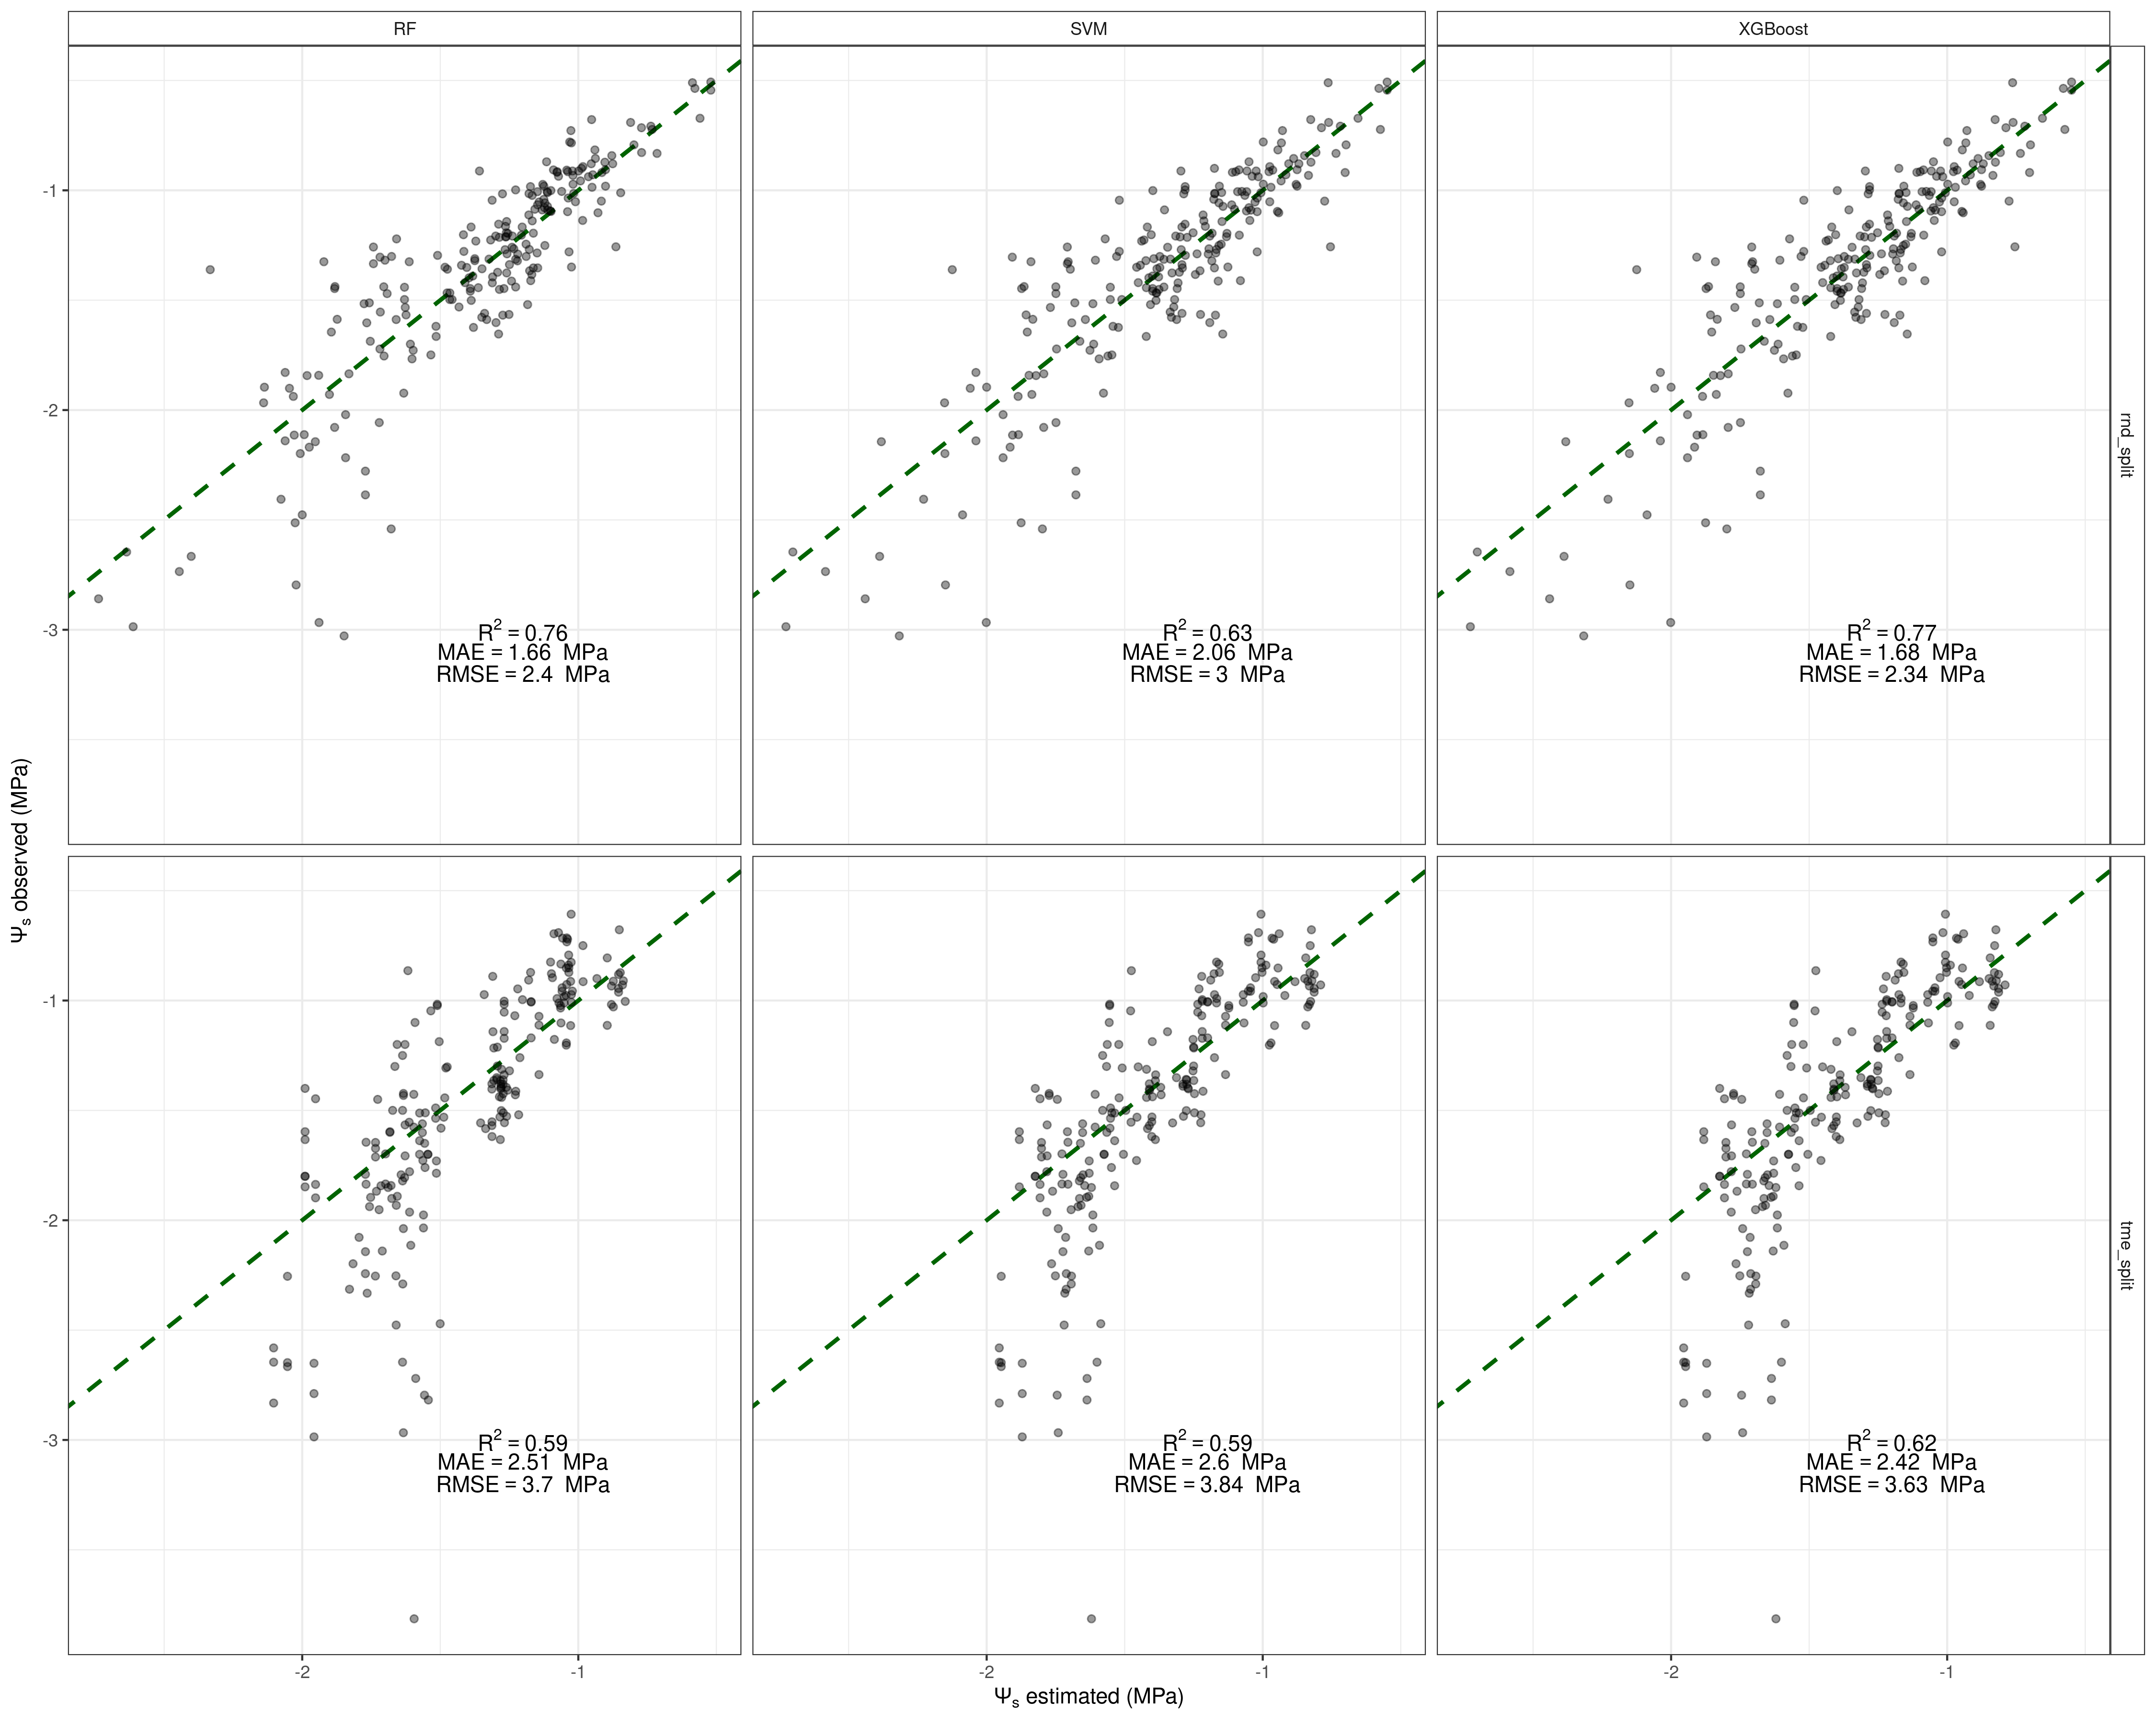 RF
SVM
XGBoost
-1
-2
-3
R² = 0.76
MAE = 1.66 MPa
RMSE = 2.4 MPa
R² = 0.63
MAE = 2.06 MPa
RMSE = 3 MPa
R² = 0.77
MAE = 1.68 MPa
RMSE = 2.34 MPa
rnd_split
Ψs observed (MPa)
-1
-2
-3
R² = 0.59
MAE = 2.51 MPa
RMSE = 3.7 MPa
R² = 0.59
MAE = 2.6 MPa
RMSE = 3.84 MPa
R² = 0.62
MAE = 2.42 MPa
RMSE = 3.63 MPa
tme_split
-2
-1
-2
-1
-2
-1
Ψs estimated (MPa)